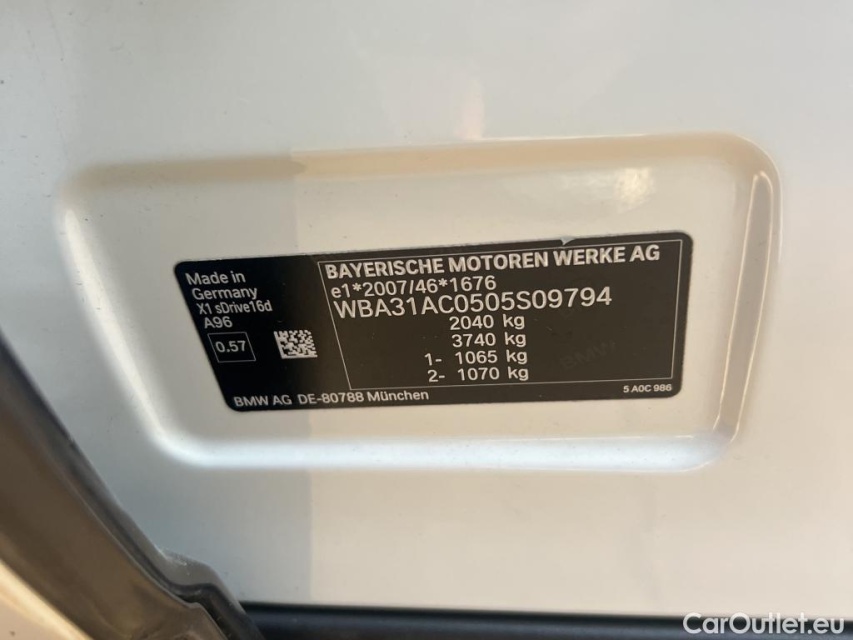 Made in
Germany
X1 sDrive16d
A96
0.57
BAYERISCHE MOTOREN WERKE AG
e1*2007/46*1676
WBA31AC0505S09794
2040 kg
3740 kg
1- 1065 kg
2- 1070 kg
BMW AG DE-80788 München
5 A0C 986
BMW
CarOutlet.eu